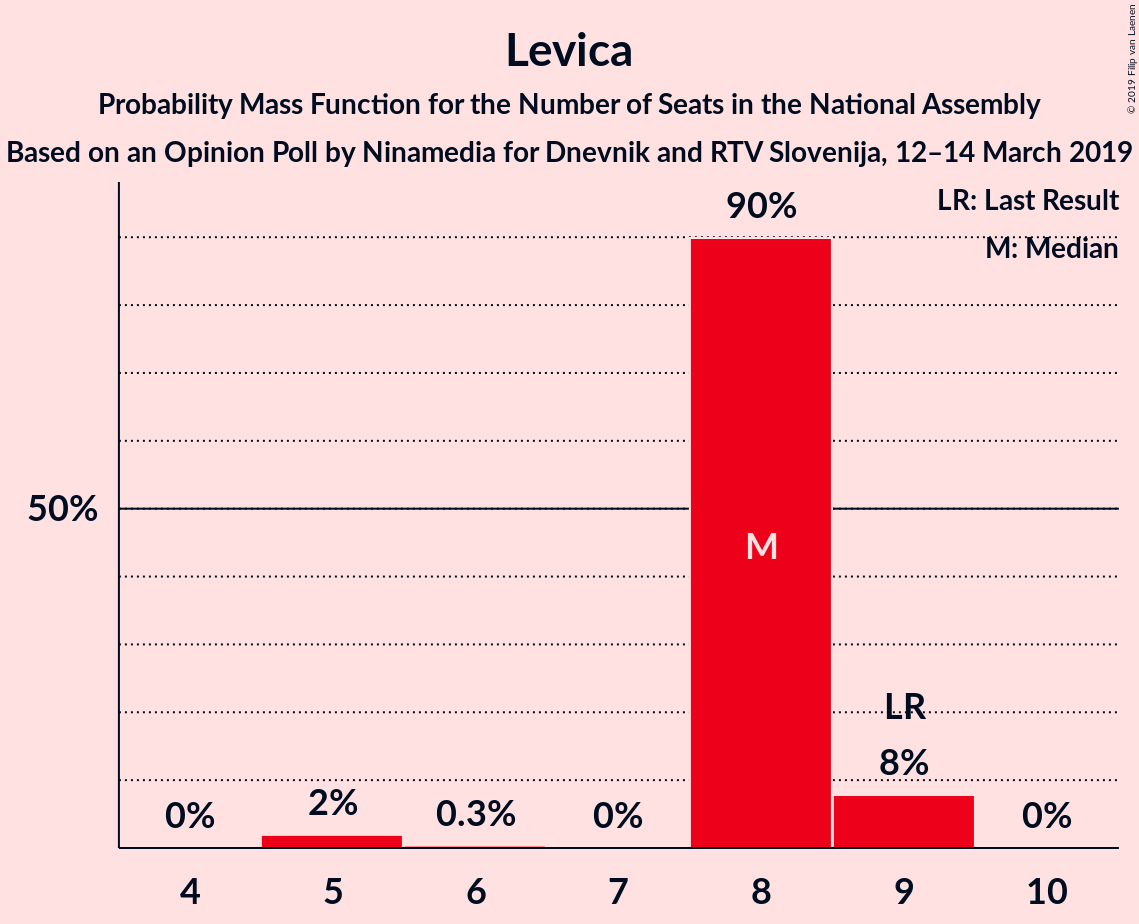 Levica
Probability Mass Function for the Number of Seats in the National Assembly
Based on an Opinion Poll by Ninamedia for Dnevnik and RTV Slovenija, 12–14 March 2019
© 2019 Filip van Laenen
LR: Last Result
M: Median
90%
50%
M
LR
8%
0%
2%
0.3%
0%
0%
4 5 6 7 8 9 10